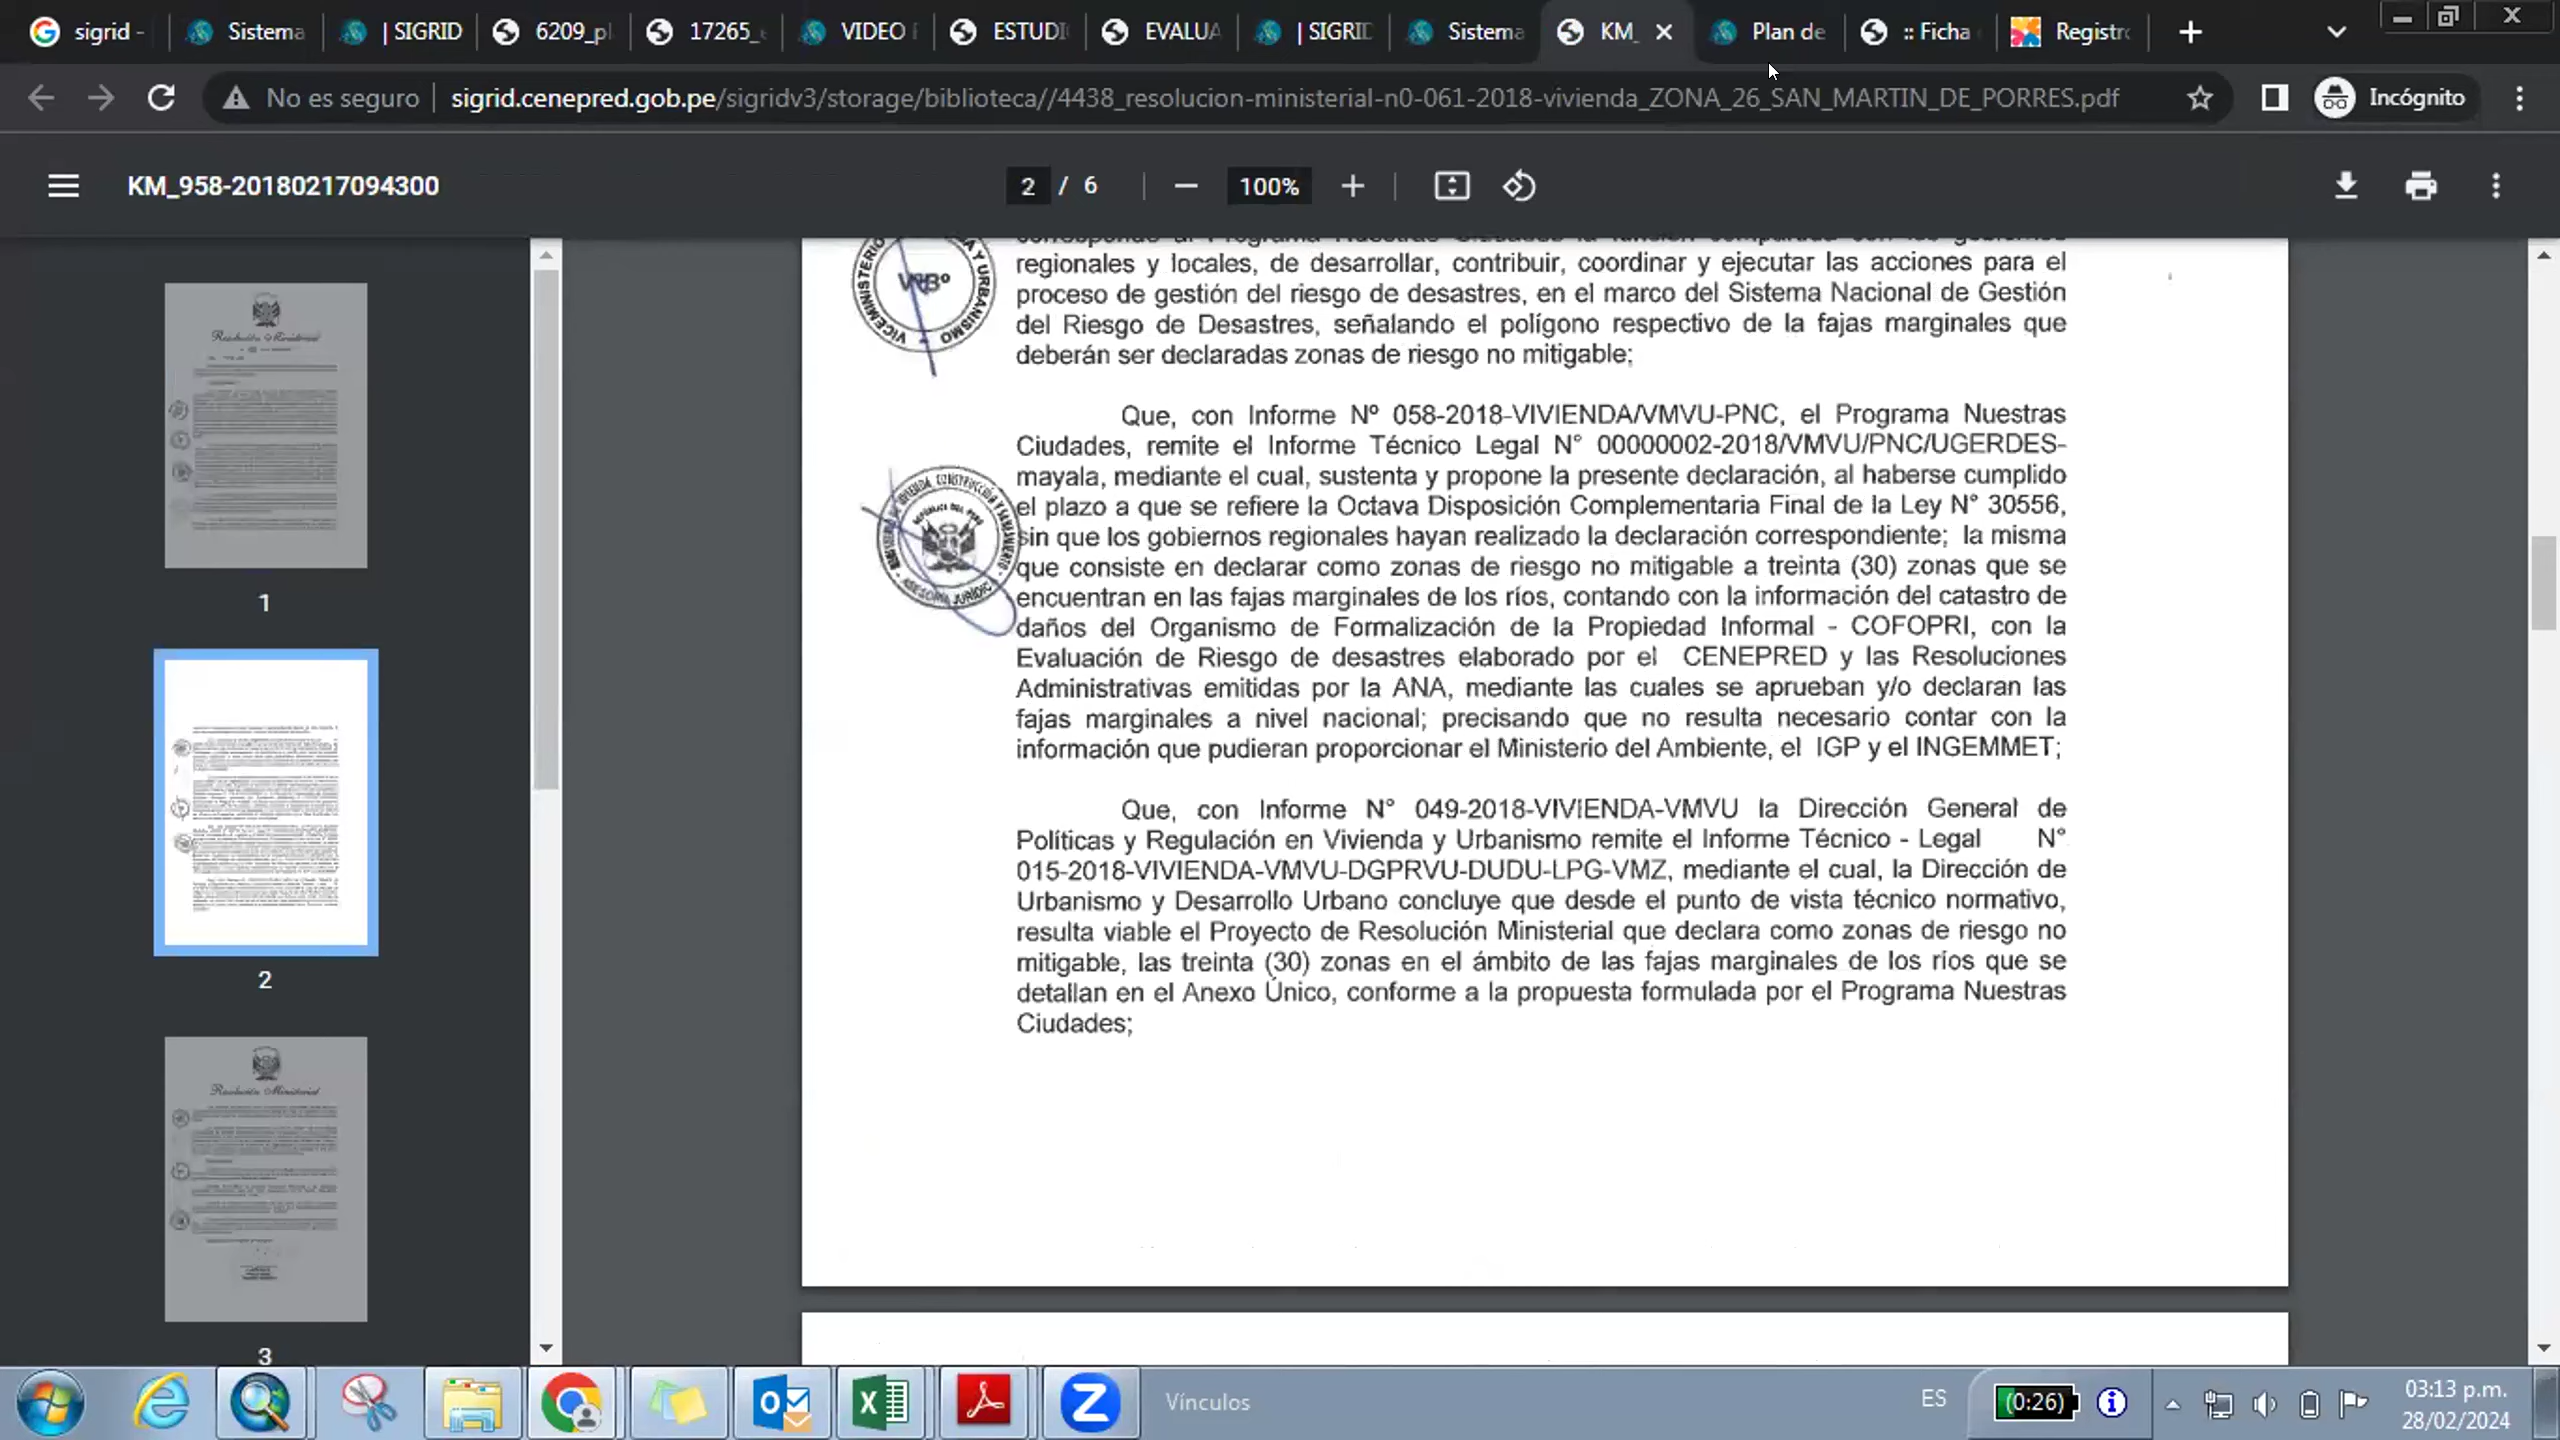 sigrid -
Sistema
| SIGRID
6209_p
17265_
VIDEO
ESTUDI
EVALUA
| SIGRID
Sistema
KM_
Plan de
:: Ficha
Registro
No es seguro
sigrid.cenepred.gob.pe/sigridv3/storage/biblioteca//4438_resolucion-ministerial-n0-061-2018-vivienda_ZONA_26_SAN_MARTIN_DE_PORRES.pdf
Incógnito
KM_958-20180217094300
2 / 6
100%
regionales y locales, de desarrollar, contribuir, coordinar y ejecutar las acciones para el
proceso de gestión del riesgo de desastres, en el marco del Sistema Nacional de Gestión
del Riesgo de Desastres, señalando el polígono respectivo de la fajas marginales que
deberán ser declaradas zonas de riesgo no mitigable;
Que, con Informe Nº 058-2018-VIVIENDA/VMVU-PNC, el Programa Nuestras
Ciudades, remite el Informe Técnico Legal N° 00000002-2018/VMVU/PNC/UGERDES-
mayala, mediante el cual, sustenta y propone la presente declaración, al haberse cumplido
el plazo a que se refiere la Octava Disposición Complementaria Final de la Ley N° 30556,
sin que los gobiernos regionales hayan realizado la declaración correspondiente; la misma
que consiste en declarar como zonas de riesgo no mitigable a treinta (30) zonas que se
encuentran en las fajas marginales de los ríos, contando con la información del catastro de
daños del Organismo de Formalización de la Propiedad Informal - COFOPRI, con la
Evaluación de Riesgo de desastres elaborado por el CENEPRED y las Resoluciones
Administrativas emitidas por la ANA, mediante las cuales se aprueban y/o declaran las
fajas marginales a nivel nacional; precisando que no resulta necesario contar con la
información que pudieran proporcionar el Ministerio del Ambiente, el IGP y el INGEMMET;
Que, con Informe N° 049-2018-VIVIENDA-VMVU la Dirección General de
Políticas y Regulación en Vivienda y Urbanismo remite el Informe Técnico - Legal N°
015-2018-VIVIENDA-VMVU-DGPRVU-DUDU-LPG-VMZ, mediante el cual, la Dirección de
Urbanismo y Desarrollo Urbano concluye que desde el punto de vista técnico normativo,
resulta viable el Proyecto de Resolución Ministerial que declara como zonas de riesgo no
mitigable, las treinta (30) zonas en el ámbito de las fajas marginales de los ríos que se
detallan en el Anexo Único, conforme a la propuesta formulada por el Programa Nuestras
Ciudades;
VICEMINISTERIO
Y URBANISMO
REPÚBLICA DEL PERÚ
VIVIENDA, CONSTRUCCIÓN Y SANEAMIENTO
Resolución Ministerial
1
2
Resolución Ministerial
3
Vínculos
ES
(0:26)
03:13 p.m.
28/02/2024